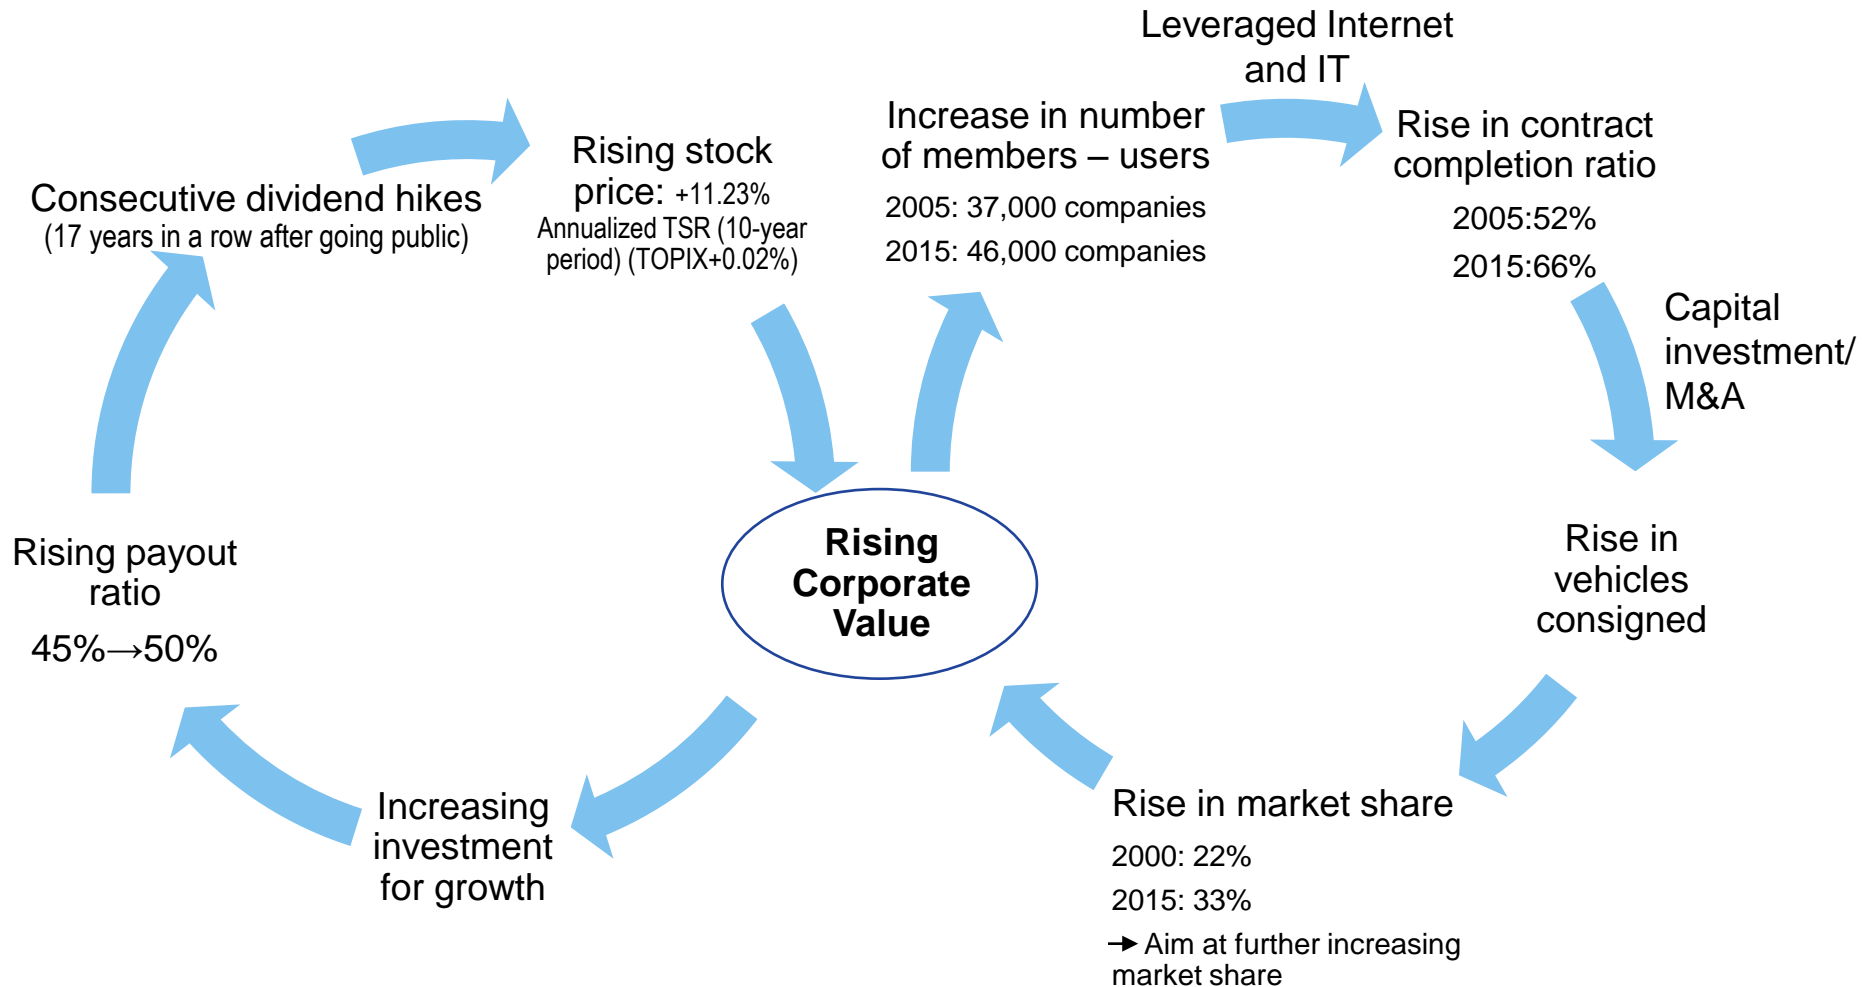 Leveraged Internet
and IT
Consecutive dividend hikes
(17 years in a row after going public)
Rising stock
price: +11.23%
Annualized TSR (10-year
period) (TOPIX+0.02%)
Increase in number
of members – users
2005: 37,000 companies
2015: 46,000 companies
Rise in contract
completion ratio
2005:52%
2015:66%
Capital
investment/
M&A
Rising payout
ratio
45%→50%
Rising
Corporate
Value
Rise in
vehicles
consigned
Increasing
investment
for growth
Rise in market share
2000: 22%
2015: 33%
→ Aim at further increasing
market share